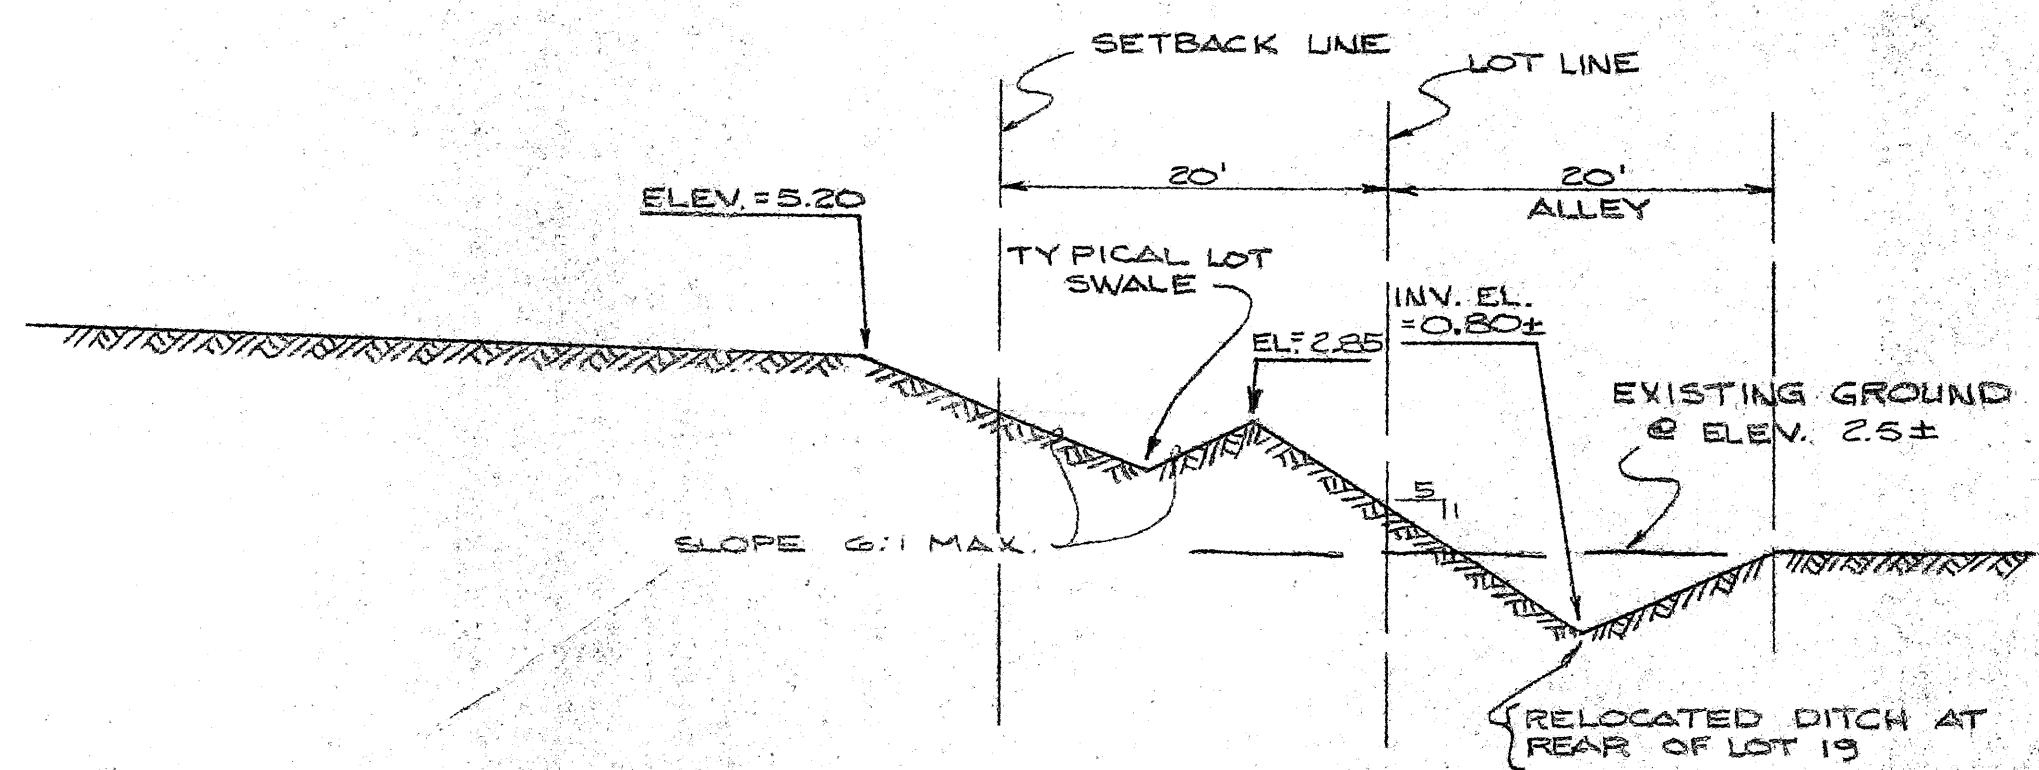 SETBACK LINE
LOT LINE
20'
20'
ALLEY
ELEV. = 5.20
TYPICAL LOT
SWALE
INV. EL.
= 0.80±
EL = 2.85
EXISTING GROUND
@ ELEV. 2.5±
5
1
SLOPE 6:1 MAX.
RELOCATED DITCH AT
REAR OF LOT 19